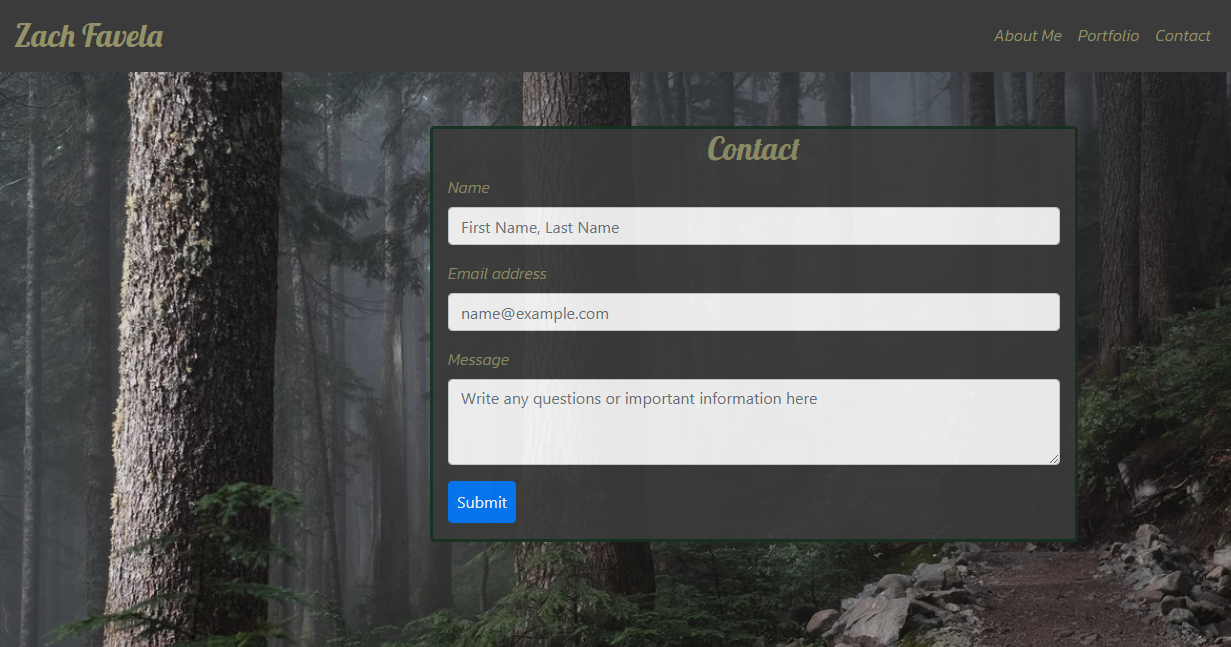 Zach Favela
About Me Portfolio Contact
Contact
Name
First Name, Last Name
Email address
name@example.com
Message
Write any questions or important information here
Submit